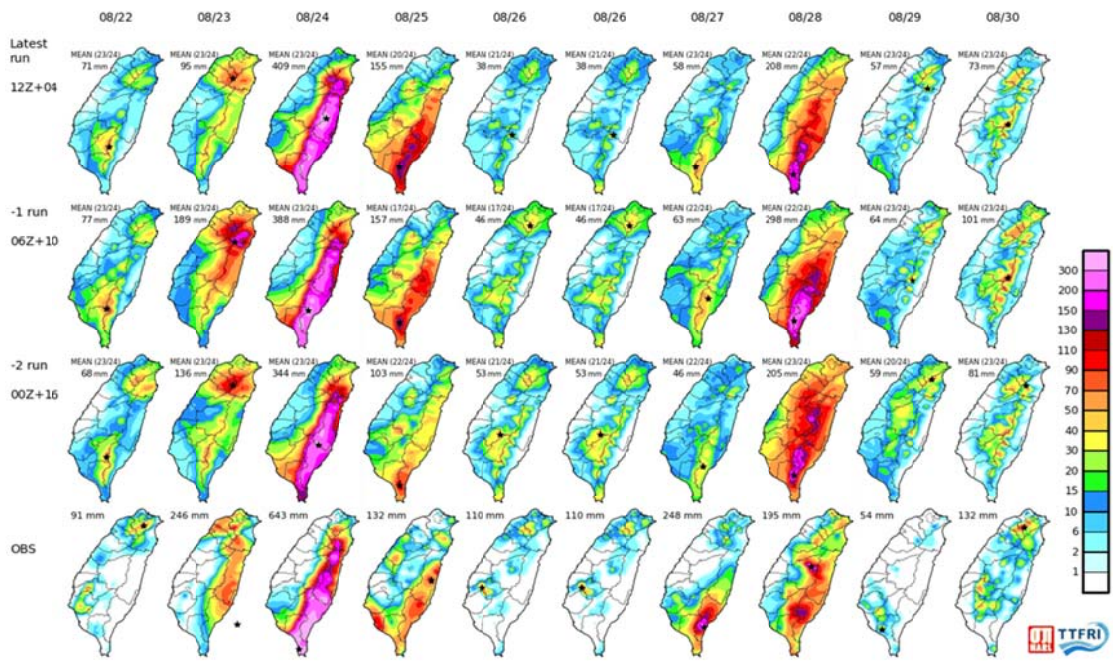 08/22 08/23 08/24 08/25 08/26 08/26 08/27 08/28 08/29 08/30
Latest
run
12Z+04
MEAN (23/24) MEAN (23/24) MEAN (23/24) MEAN (20/24) MEAN (21/24) MEAN (21/24) MEAN (23/24) MEAN (22/24) MEAN (23/24) MEAN (23/24)
71 mm 95 mm 409 mm 155 mm 38 mm 38 mm 58 mm 208 mm 57 mm 73 mm
-1 run
06Z+10
MEAN (23/24) MEAN (23/24) MEAN (23/24) MEAN (17/24) MEAN (17/24) MEAN (17/24) MEAN (22/24) MEAN (22/24) MEAN (23/24) MEAN (23/24)
77 mm 189 mm 388 mm 157 mm 46 mm 46 mm 63 mm 298 mm 64 mm 101 mm
-2 run
00Z+16
MEAN (23/24) MEAN (23/24) MEAN (23/24) MEAN (22/24) MEAN (21/24) MEAN (21/24) MEAN (22/24) MEAN (23/24) MEAN (20/24) MEAN (23/24)
68 mm 136 mm 344 mm 103 mm 53 mm 53 mm 46 mm 205 mm 59 mm 81 mm
OBS
91 mm 246 mm 643 mm 132 mm 110 mm 110 mm 248 mm 195 mm 54 mm 132 mm
300
200
150
130
110
90
70
50
40
30
20
15
10
6
2
1
NARL TTFRI